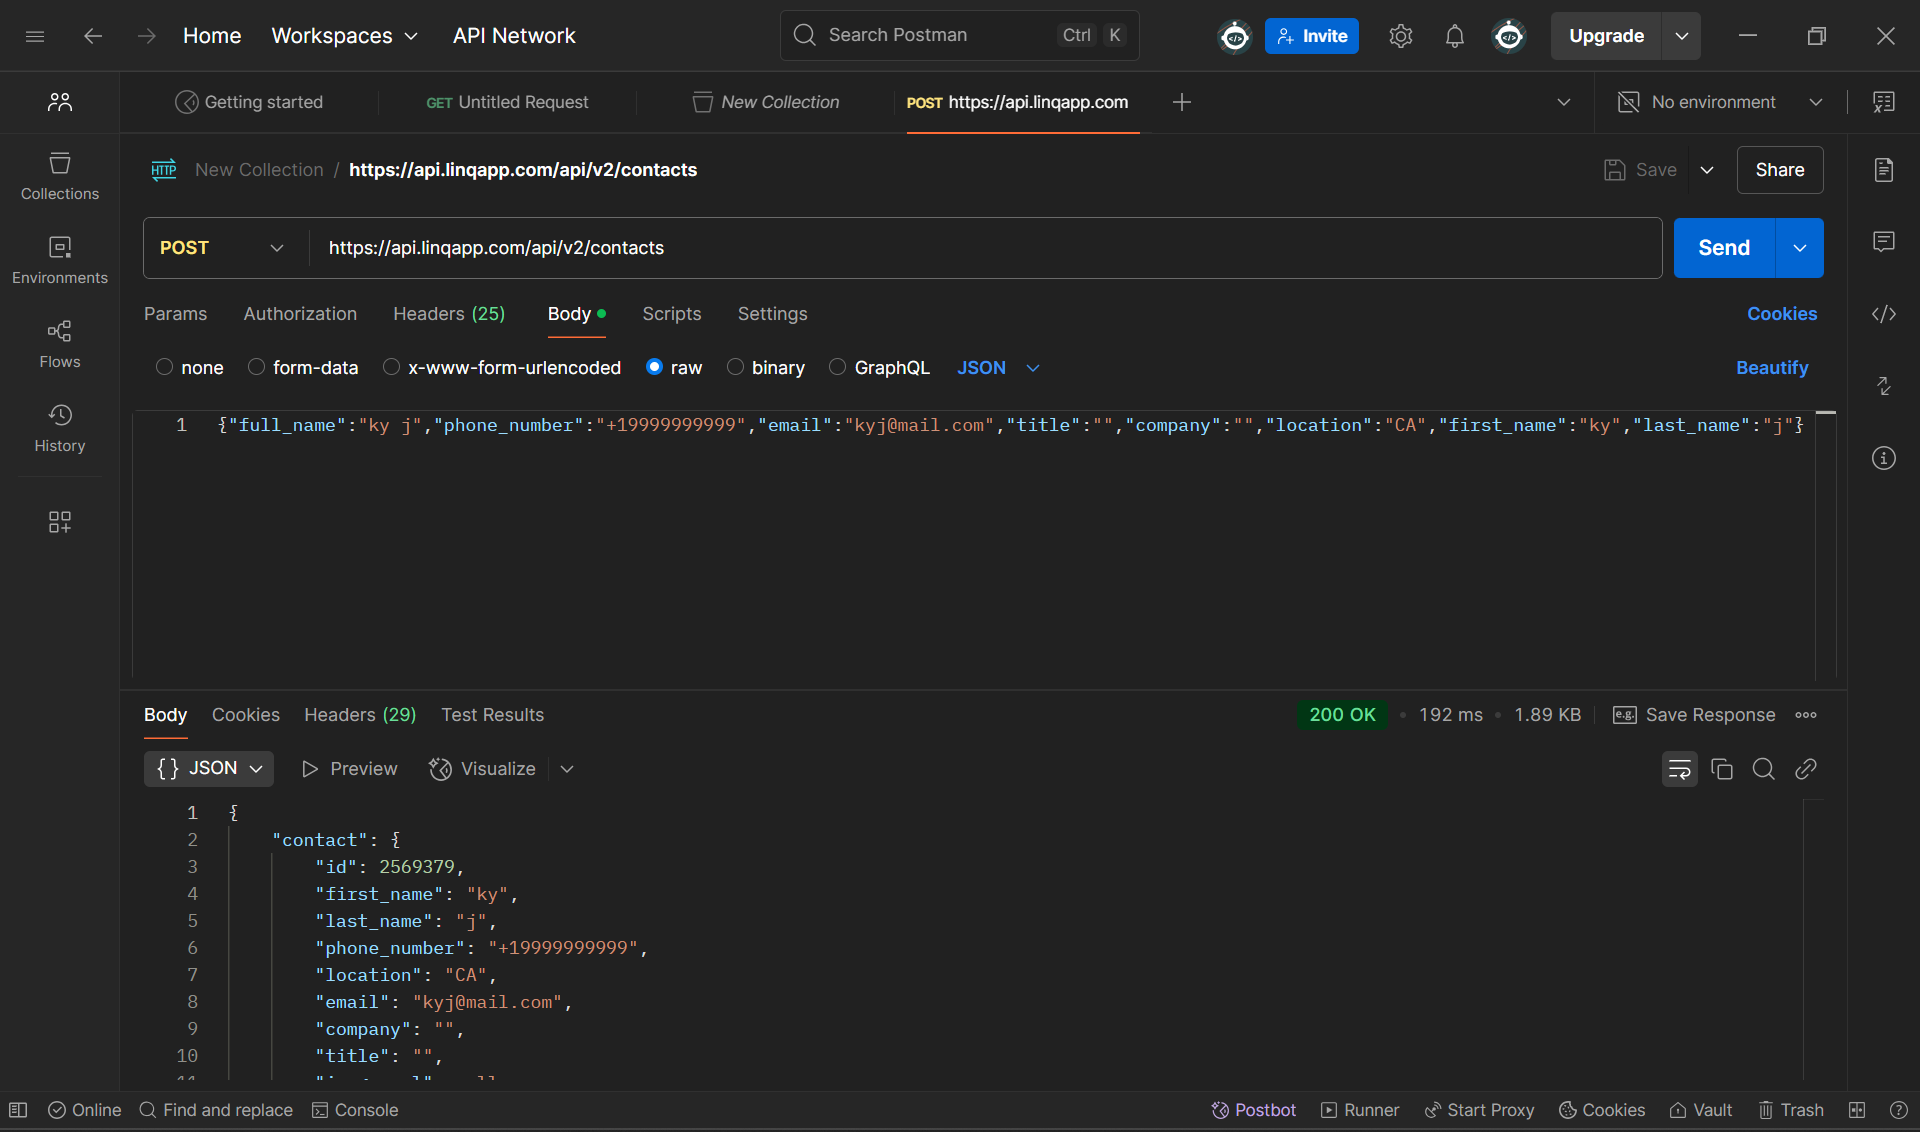 Home Workspaces API Network Search Postman Ctrl K </> Invite </> Upgrade
Getting started GET Untitled Request New Collection POST https://api.linqapp.com No environment
HTTP New Collection / https://api.linqapp.com/api/v2/contacts Save Share
Collections
POST https://api.linqapp.com/api/v2/contacts Send
Environments
Params Authorization Headers (25) Body Scripts Settings Cookies
Flows
none form-data x-www-form-urlencoded raw binary GraphQL JSON Beautify
1 {"full_name":"ky j","phone_number":"+19999999999","email":"kyj@mail.com","title":"","company":"","location":"CA","first_name":"ky","last_name":"j"}
History
Body Cookies Headers (29) Test Results 200 OK • 192 ms • 1.89 KB e.g. Save Response
{} JSON Preview Visualize
1 {
2 "contact": {
3 "id": 2569379,
4 "first_name": "ky",
5 "last_name": "j",
6 "phone_number": "+19999999999",
7 "location": "CA",
8 "email": "kyj@mail.com",
9 "company": "",
10 "title": "",
Online Find and replace Console Postbot Runner Start Proxy Cookies Vault Trash